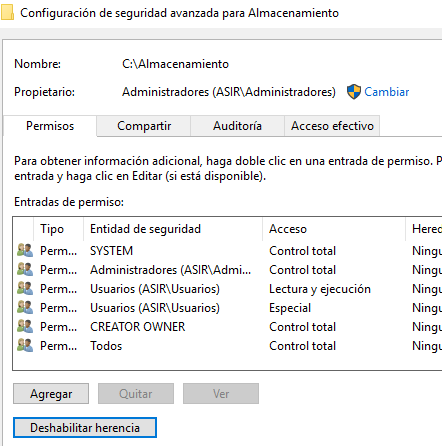 Configuración de seguridad avanzada para Almacenamiento
Nombre: C:\Almacenamiento
Propietario: Administradores (ASIR\Administradores) Cambiar
Permisos Compartir Auditoría Acceso efectivo
Para obtener información adicional, haga doble clic en una entrada de permiso. P
entrada y haga clic en Editar (si está disponible).
Entradas de permiso:
Tipo Entidad de seguridad Acceso Hered
Perm... SYSTEM Control total Ningu
Perm... Administradores (ASIR\Admi... Control total Ningu
Perm... Usuarios (ASIR\Usuarios) Lectura y ejecución Ningu
Perm... Usuarios (ASIR\Usuarios) Especial Ningu
Perm... CREATOR OWNER Control total Ningu
Perm... Todos Control total Ningu
Agregar Quitar Ver
Deshabilitar herencia